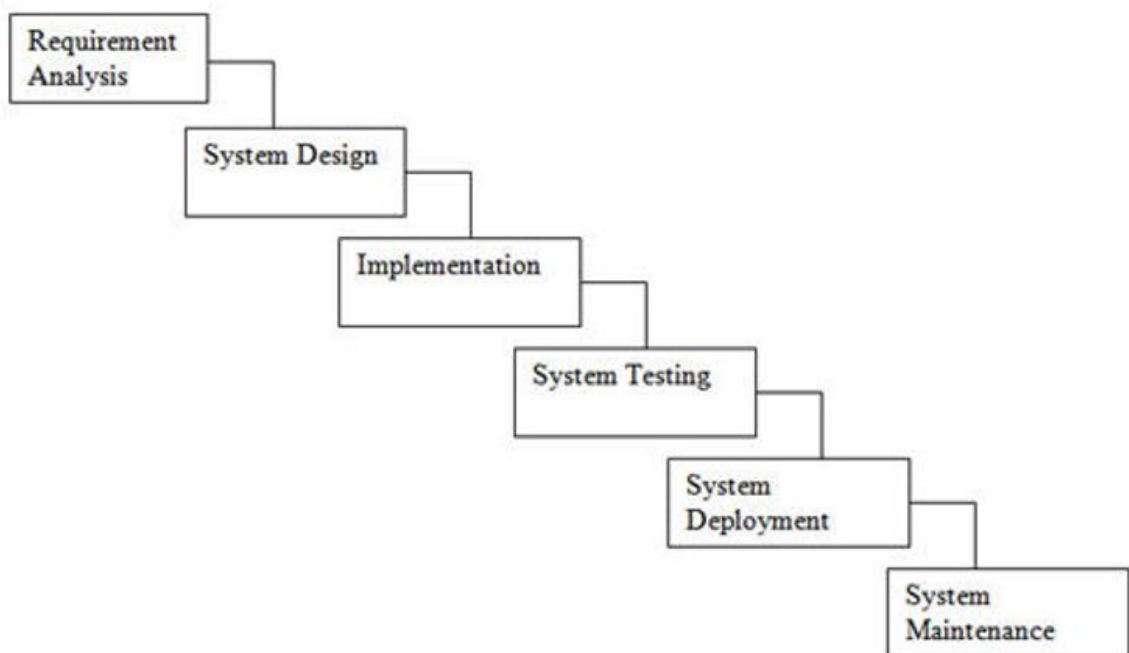 Requirement
Analysis
System Design
Implementation
System Testing
System
Deployment
System
Maintenance